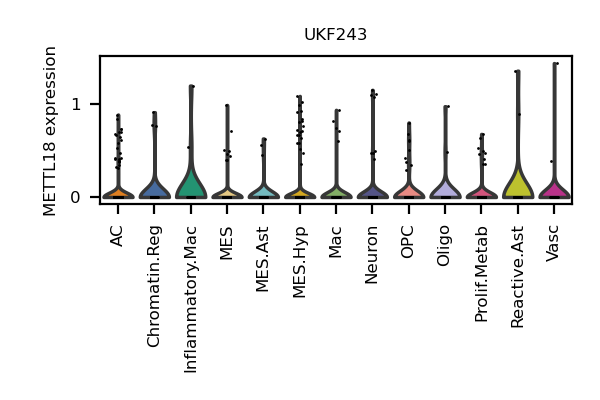 UKF243
METTL18 expression
1
0
AC
Chromatin.Reg
Inflammatory.Mac
MES
MES.Ast
MES.Hyp
Mac
Neuron
OPC
Oligo
Prolif.Metab
Reactive.Ast
Vasc